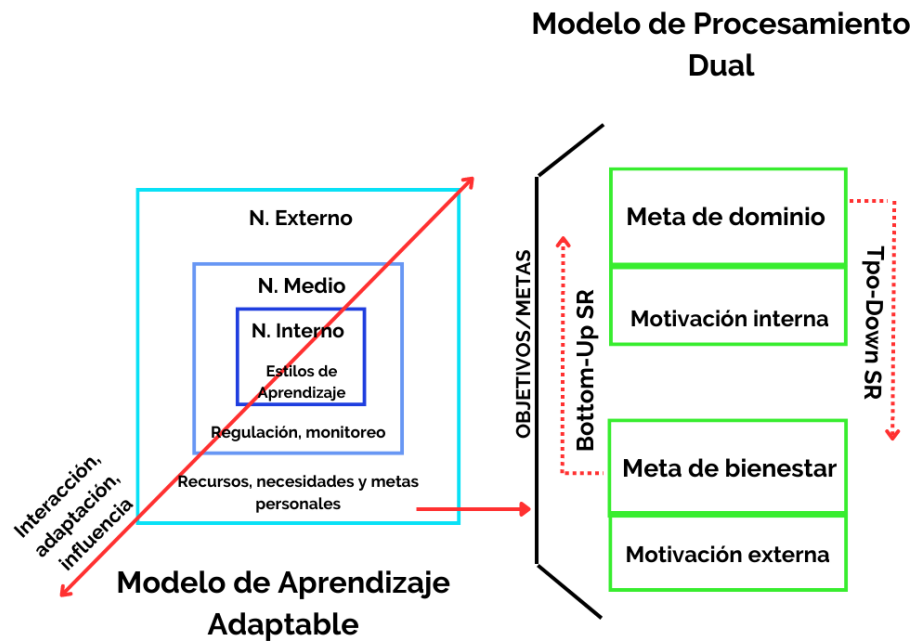 Modelo de Procesamiento
Dual
N. Externo
N. Medio
N. Interno
Estilos de
Aprendizaje
Regulación, monitoreo
Recursos, necesidades y metas
personales
Interacción,
adaptación,
influencia
Modelo de Aprendizaje
Adaptable
OBJETIVOS/METAS
Bottom-Up SR
Meta de dominio
Motivación interna
Meta de bienestar
Motivación externa
Tpo-Down SR